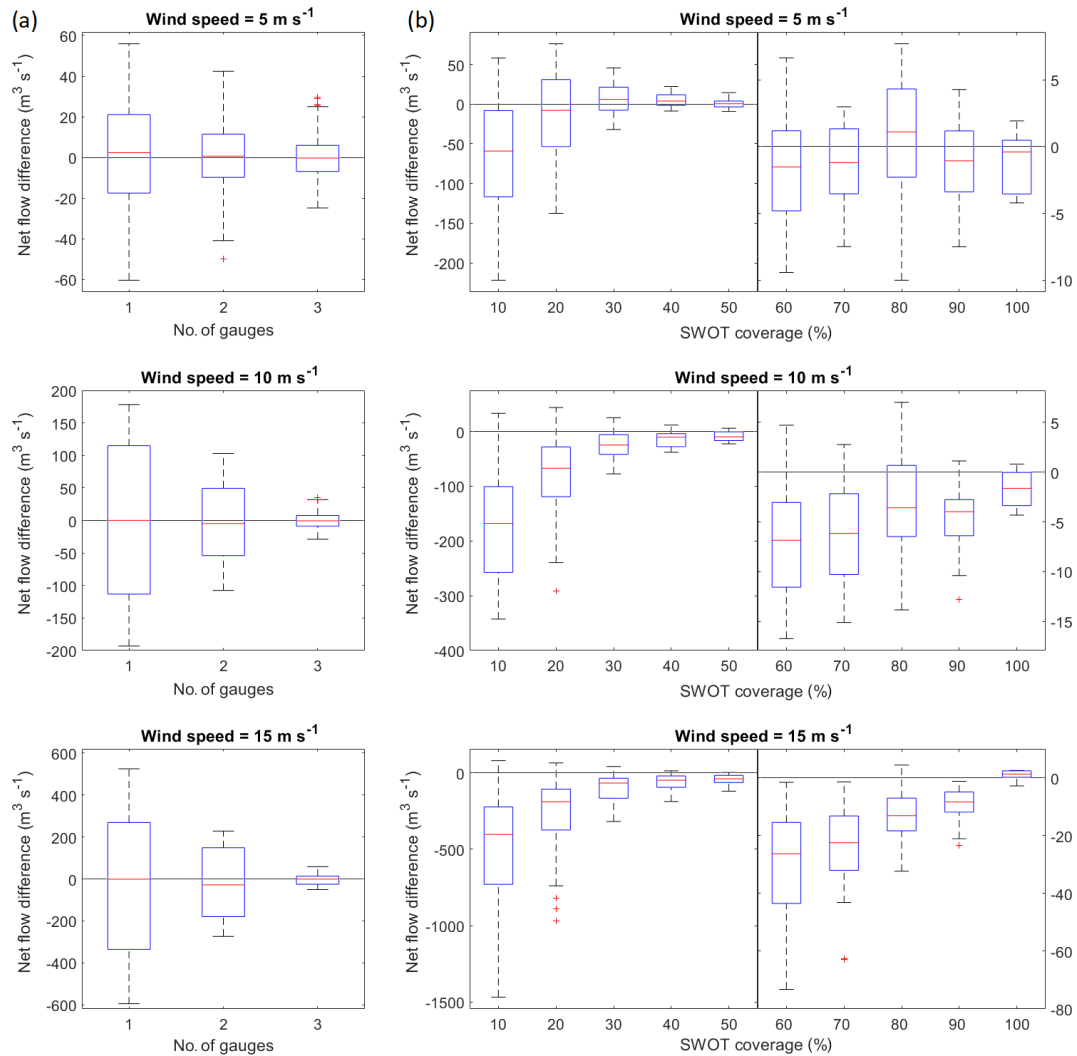 (a)
Wind speed = 5 m s⁻¹
Net flow difference (m³ s⁻¹)
60
40
20
0
-20
-40
-60
1 2 3
No. of gauges
(b)
Wind speed = 5 m s⁻¹
Net flow difference (m³ s⁻¹)
50
0
-50
-100
-150
-200
5
0
-5
-10
10 20 30 40 50 60 70 80 90 100
SWOT coverage (%)
Wind speed = 10 m s⁻¹
Net flow difference (m³ s⁻¹)
200
150
100
50
0
-50
-100
-150
-200
1 2 3
No. of gauges
Wind speed = 10 m s⁻¹
Net flow difference (m³ s⁻¹)
0
-100
-200
-300
-400
5
0
-5
-10
-15
10 20 30 40 50 60 70 80 90 100
SWOT coverage (%)
Wind speed = 15 m s⁻¹
Net flow difference (m³ s⁻¹)
600
400
200
0
-200
-400
-600
1 2 3
No. of gauges
Wind speed = 15 m s⁻¹
Net flow difference (m³ s⁻¹)
0
-500
-1000
-1500
0
-20
-40
-60
-80
10 20 30 40 50 60 70 80 90 100
SWOT coverage (%)